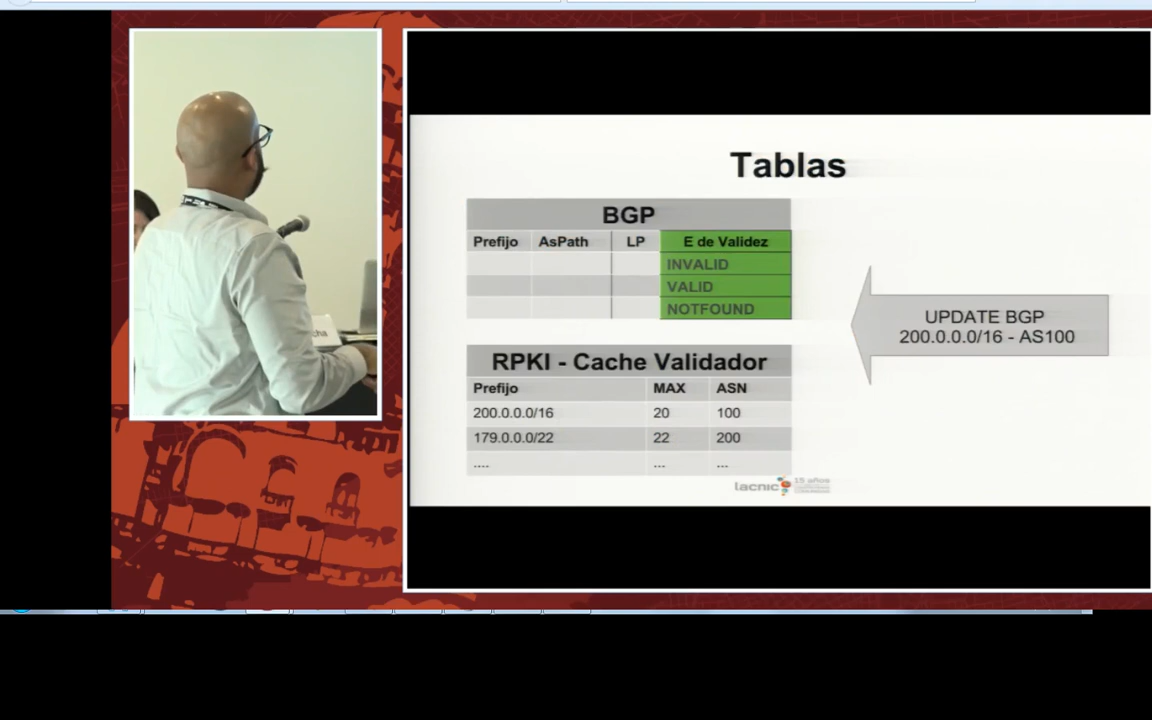 Tablas
BGP
Prefijo AsPath LP E de Validez
INVALID
VALID
NOTFOUND
UPDATE BGP
200.0.0.0/16 - AS100
RPKI - Cache Validador
Prefijo MAX ASN
200.0.0.0/16 20 100
179.0.0.0/22 22 200
.... ... ...
lacnic 15 años